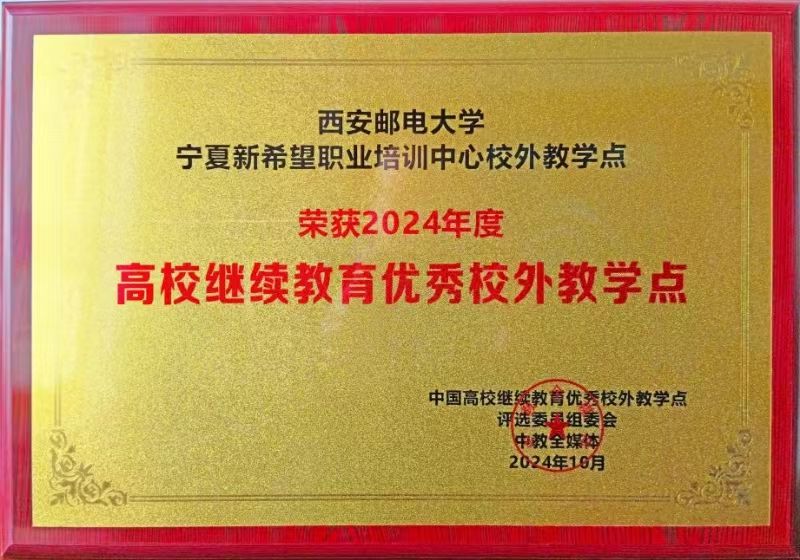 西安邮电大学
宁夏新希望职业培训中心校外教学点
荣获2024年度
高校继续教育优秀校外教学点
中国高校继续教育优秀校外教学点
评选委员组委会
中教全媒体
2024年10月